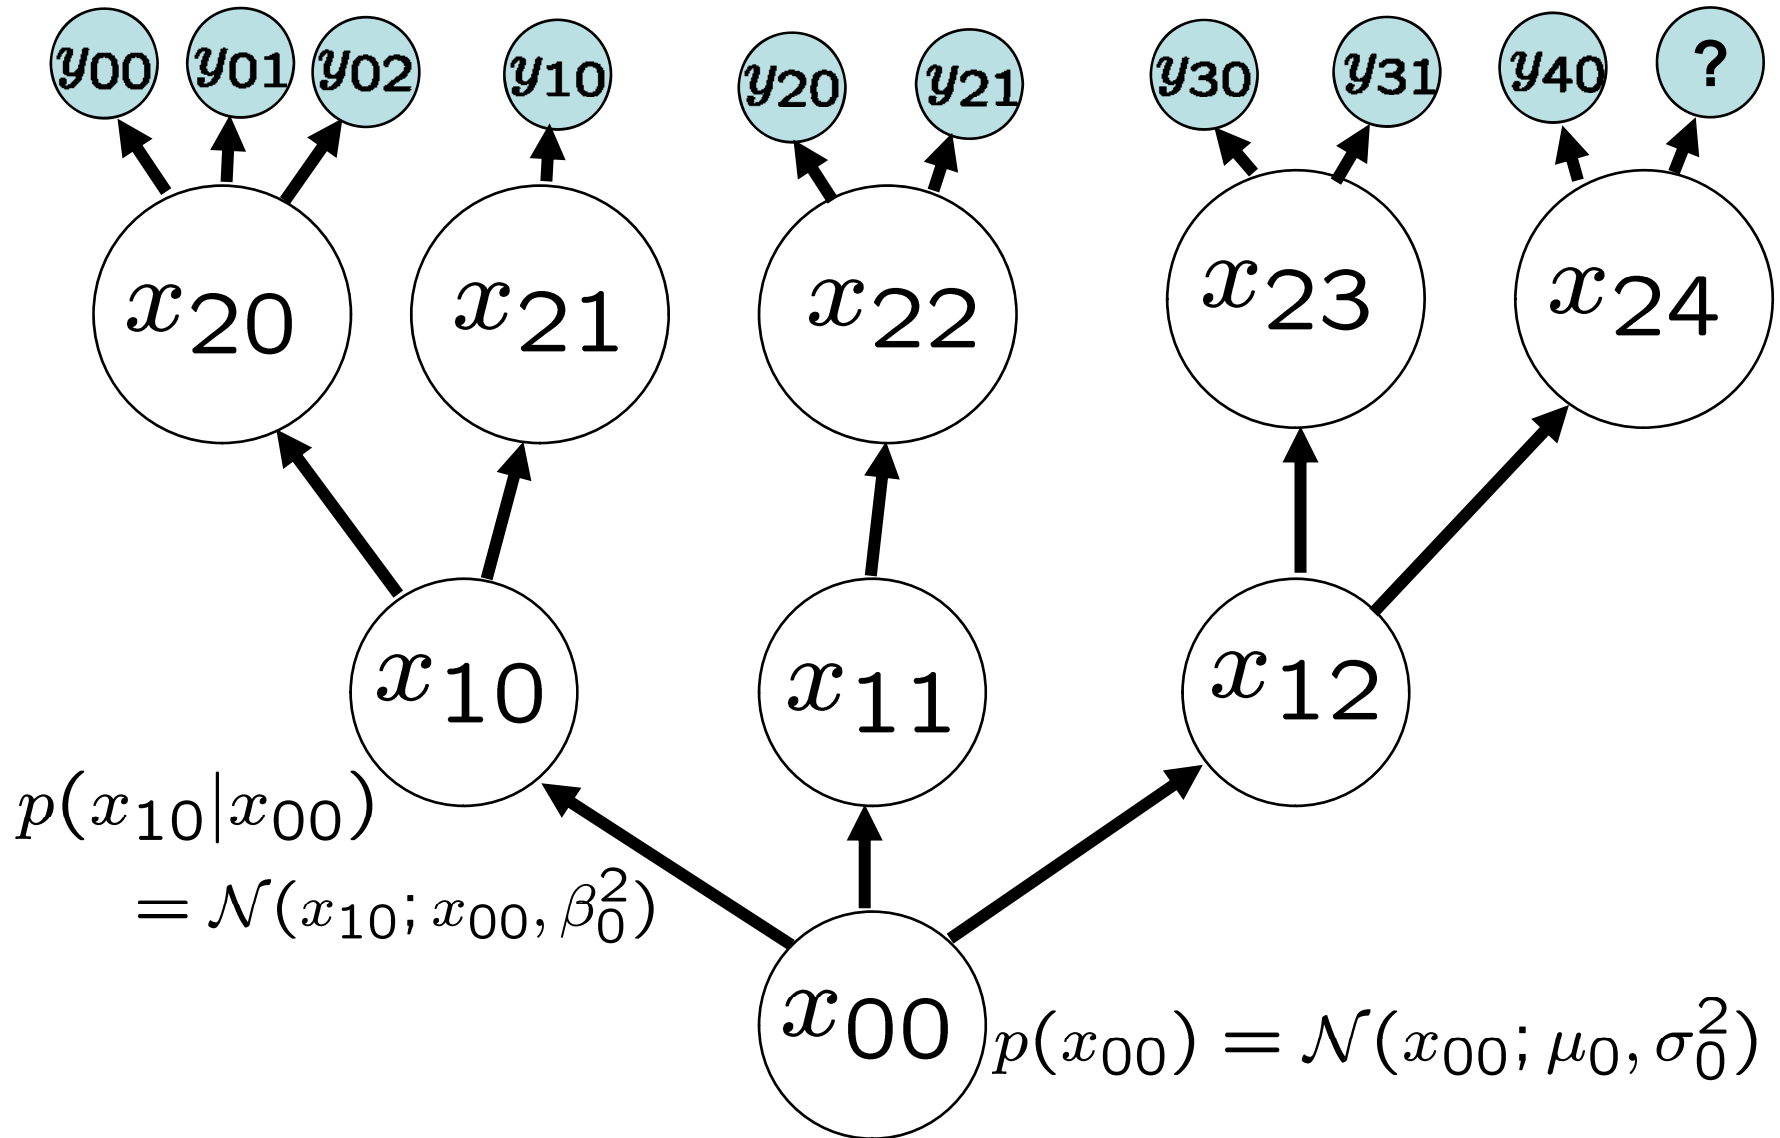 y00 y01 y02 y10 y20 y21 y30 y31 y40 ?
x20 x21 x22 x23 x24
x10 x11 x12
p(x10|x00)
= 𝒩(x10; x00, β₀²)
x00
p(x00) = 𝒩(x00; μ0, σ₀²)